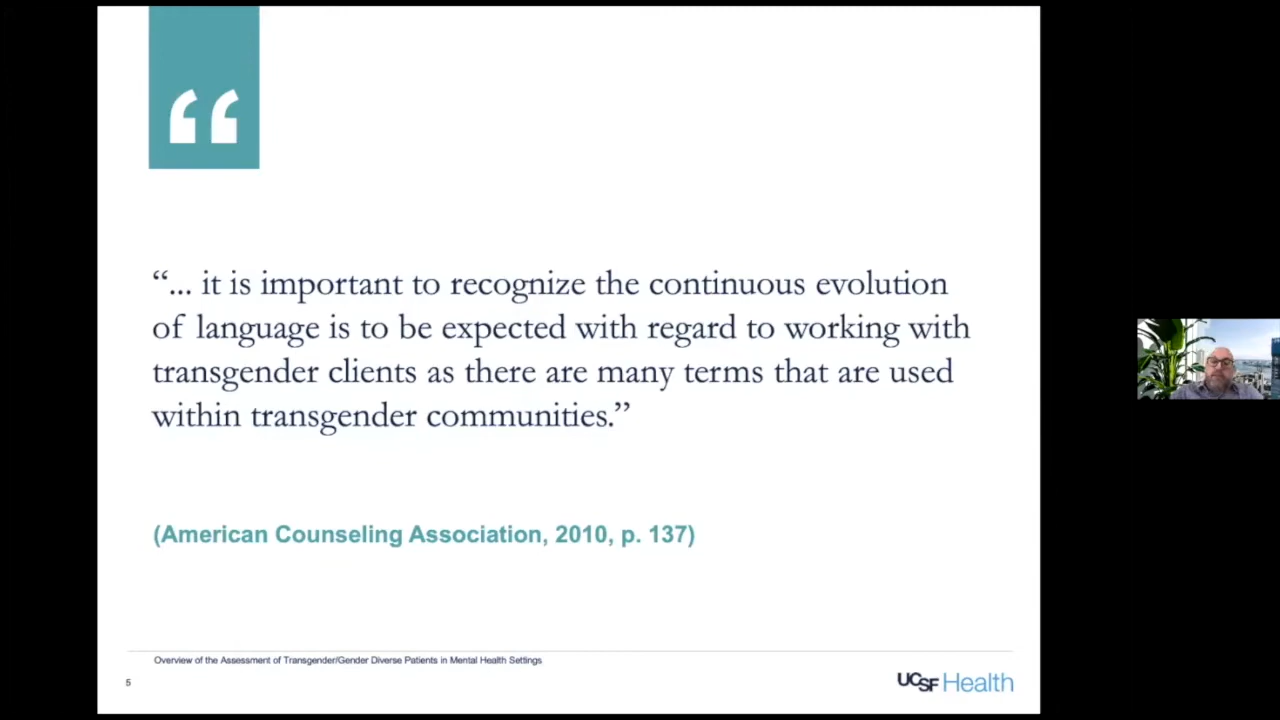 “... it is important to recognize the continuous evolution
of language is to be expected with regard to working with
transgender clients as there are many terms that are used
within transgender communities.”
(American Counseling Association, 2010, p. 137)
Overview of the Assessment of Transgender/Gender Diverse Patients in Mental Health Settings
5
UCSF Health